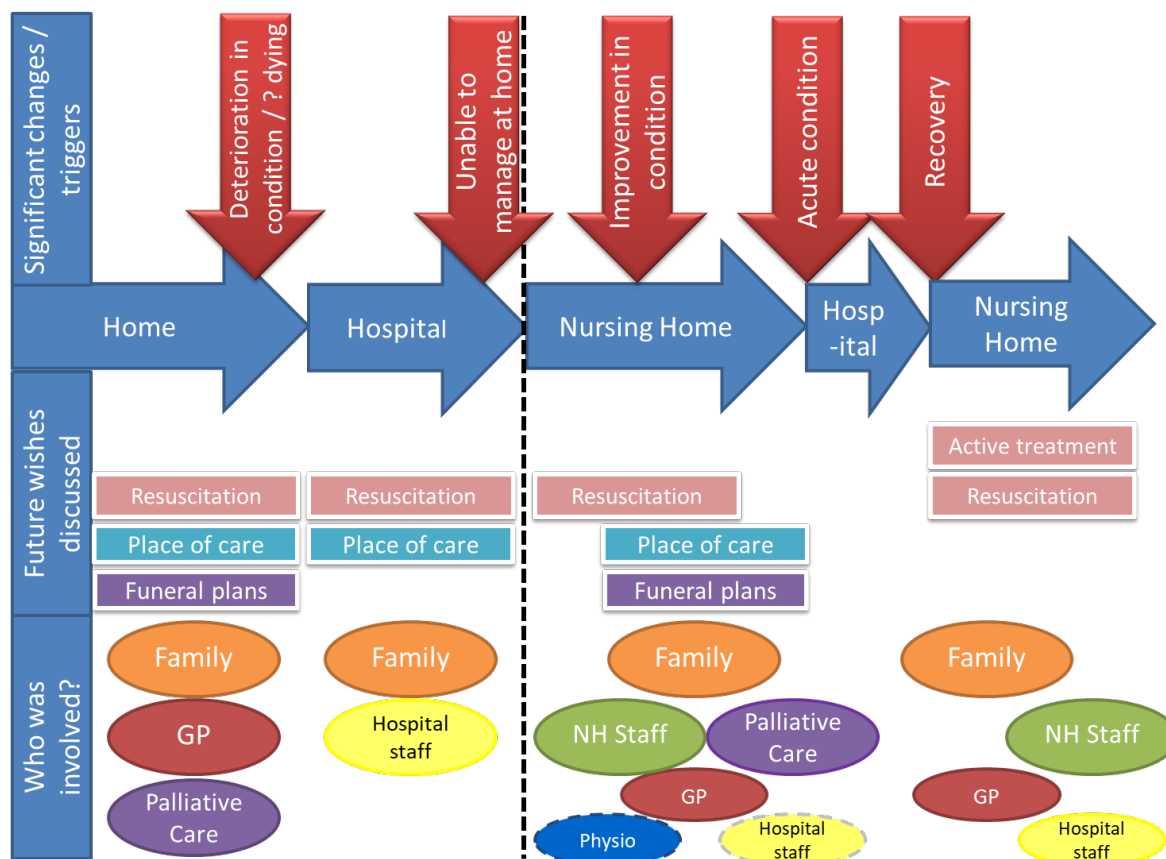 Significant changes /
triggers
Deterioration in
condition / ? dying
Unable to
manage at home
Improvement in
condition
Acute condition
Recovery
Home
Hospital
Nursing Home
Hosp
-ital
Nursing
Home
Future wishes
discussed
Active treatment
Resuscitation
Resuscitation
Resuscitation
Resuscitation
Place of care
Place of care
Place of care
Funeral plans
Funeral plans
Who was
involved?
Family
Family
Family
Family
GP
Hospital
staff
NH Staff
Palliative
Care
NH Staff
Palliative
Care
GP
GP
Physio
Hospital
staff
Hospital
staff